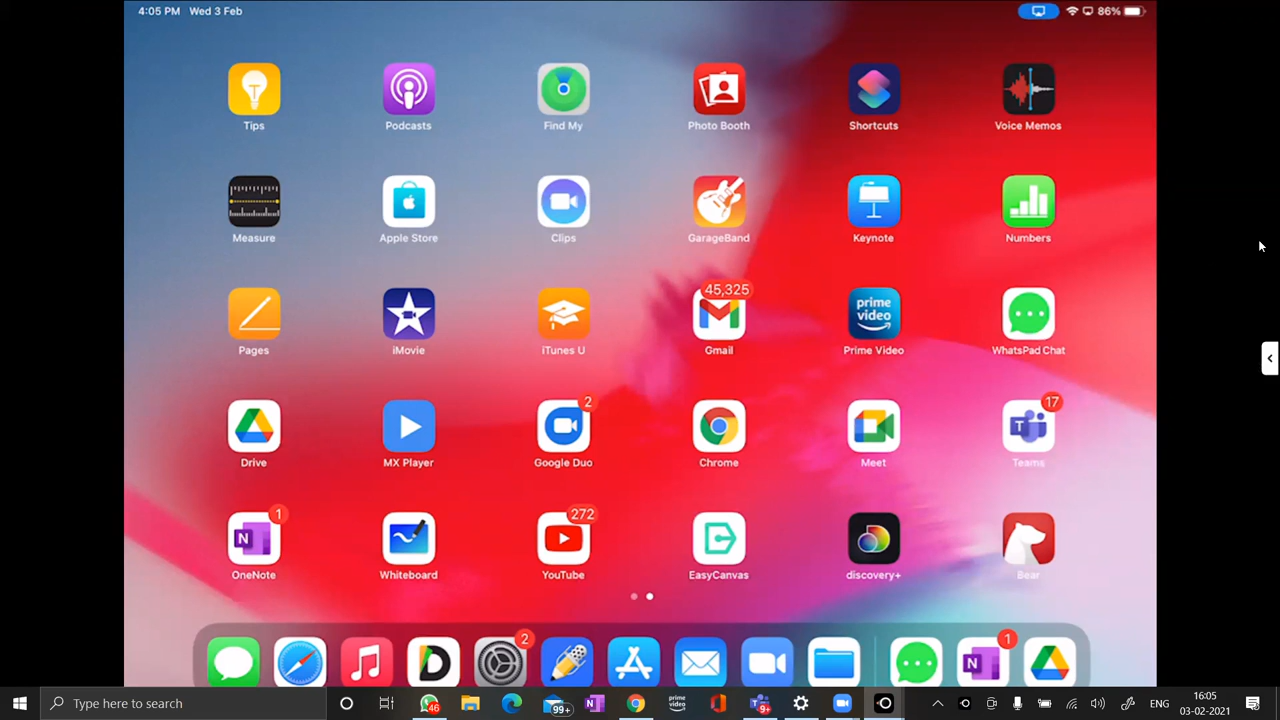 4:05 PM Wed 3 Feb
86%
Tips
Podcasts
Find My
Photo Booth
Shortcuts
Voice Memos
Measure
Apple Store
Clips
GarageBand
Keynote
Numbers
45,325
prime video
Pages
iMovie
iTunes U
Gmail
Prime Video
WhatsPad Chat
2
17
T
Drive
MX Player
Google Duo
Chrome
Meet
Teams
1
272
N
OneNote
Whiteboard
YouTube
EasyCanvas
discovery+
Bear
2
1
D
N
Type here to search
46
99+
N
prime video
9+
ENG
16:05
03-02-2021